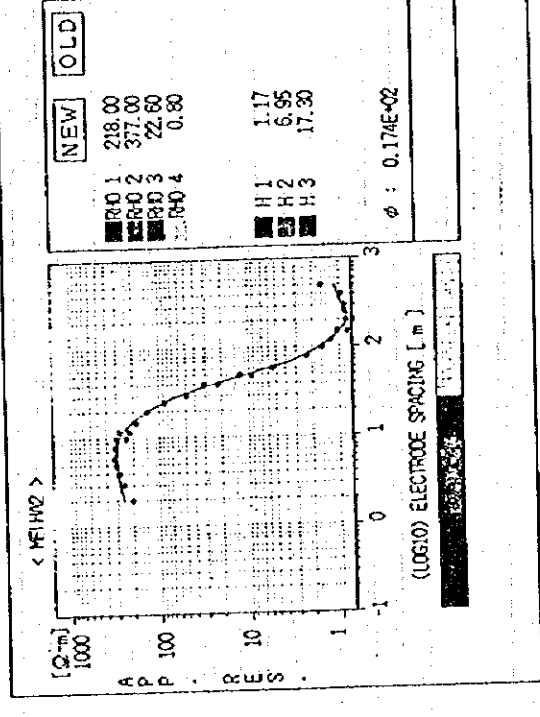 NEW OLD
RHO 1 218.00
RHO 2 377.00
RHO 3 22.60
RHO 4 0.80
H 1 1.17
H 2 6.95
H 3 17.30
φ : 0.174E+02
[Ω·m]
1000
100
10
1
APP. RES.
-1 0 1 2 3
(LOG10) ELECTRODE SPACING [m]